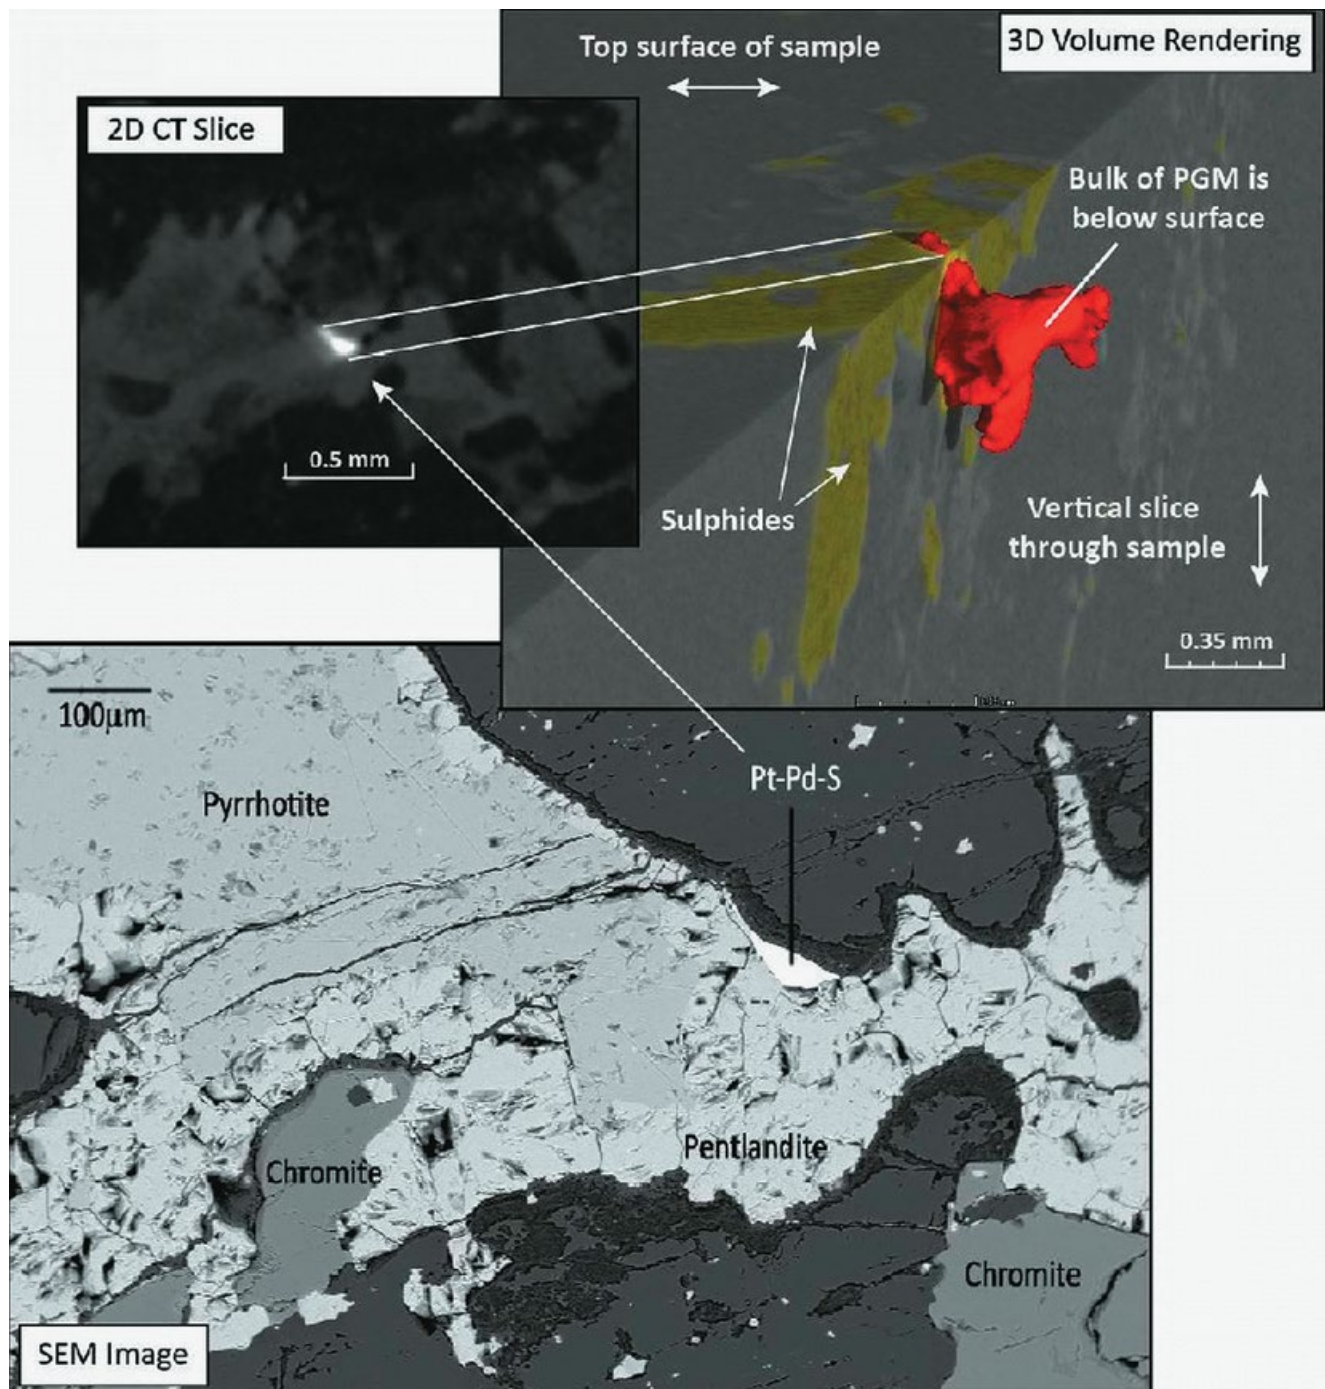 Top surface of sample
3D Volume Rendering
2D CT Slice
Bulk of PGM is
below surface
0.5 mm
Sulphides
Vertical slice
through sample
0.35 mm
100μm
Pt-Pd-S
Pyrrhotite
Pentlandite
Chromite
Chromite
SEM Image